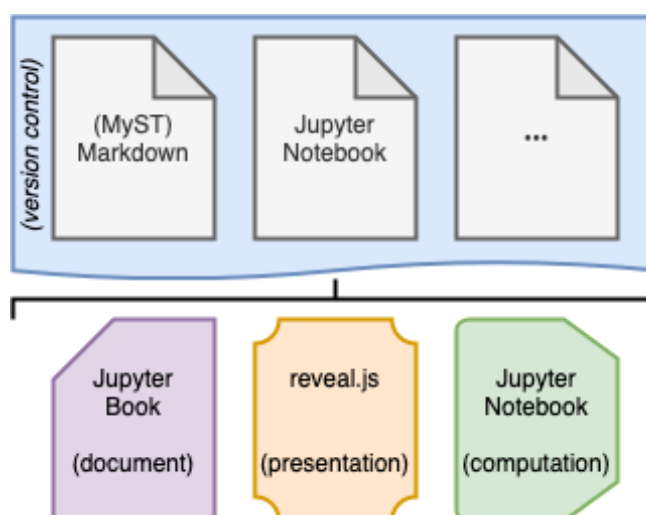 (version control)
(MyST)
Markdown
Jupyter
Notebook
...
Jupyter
Book
(document)
reveal.js
(presentation)
Jupyter
Notebook
(computation)